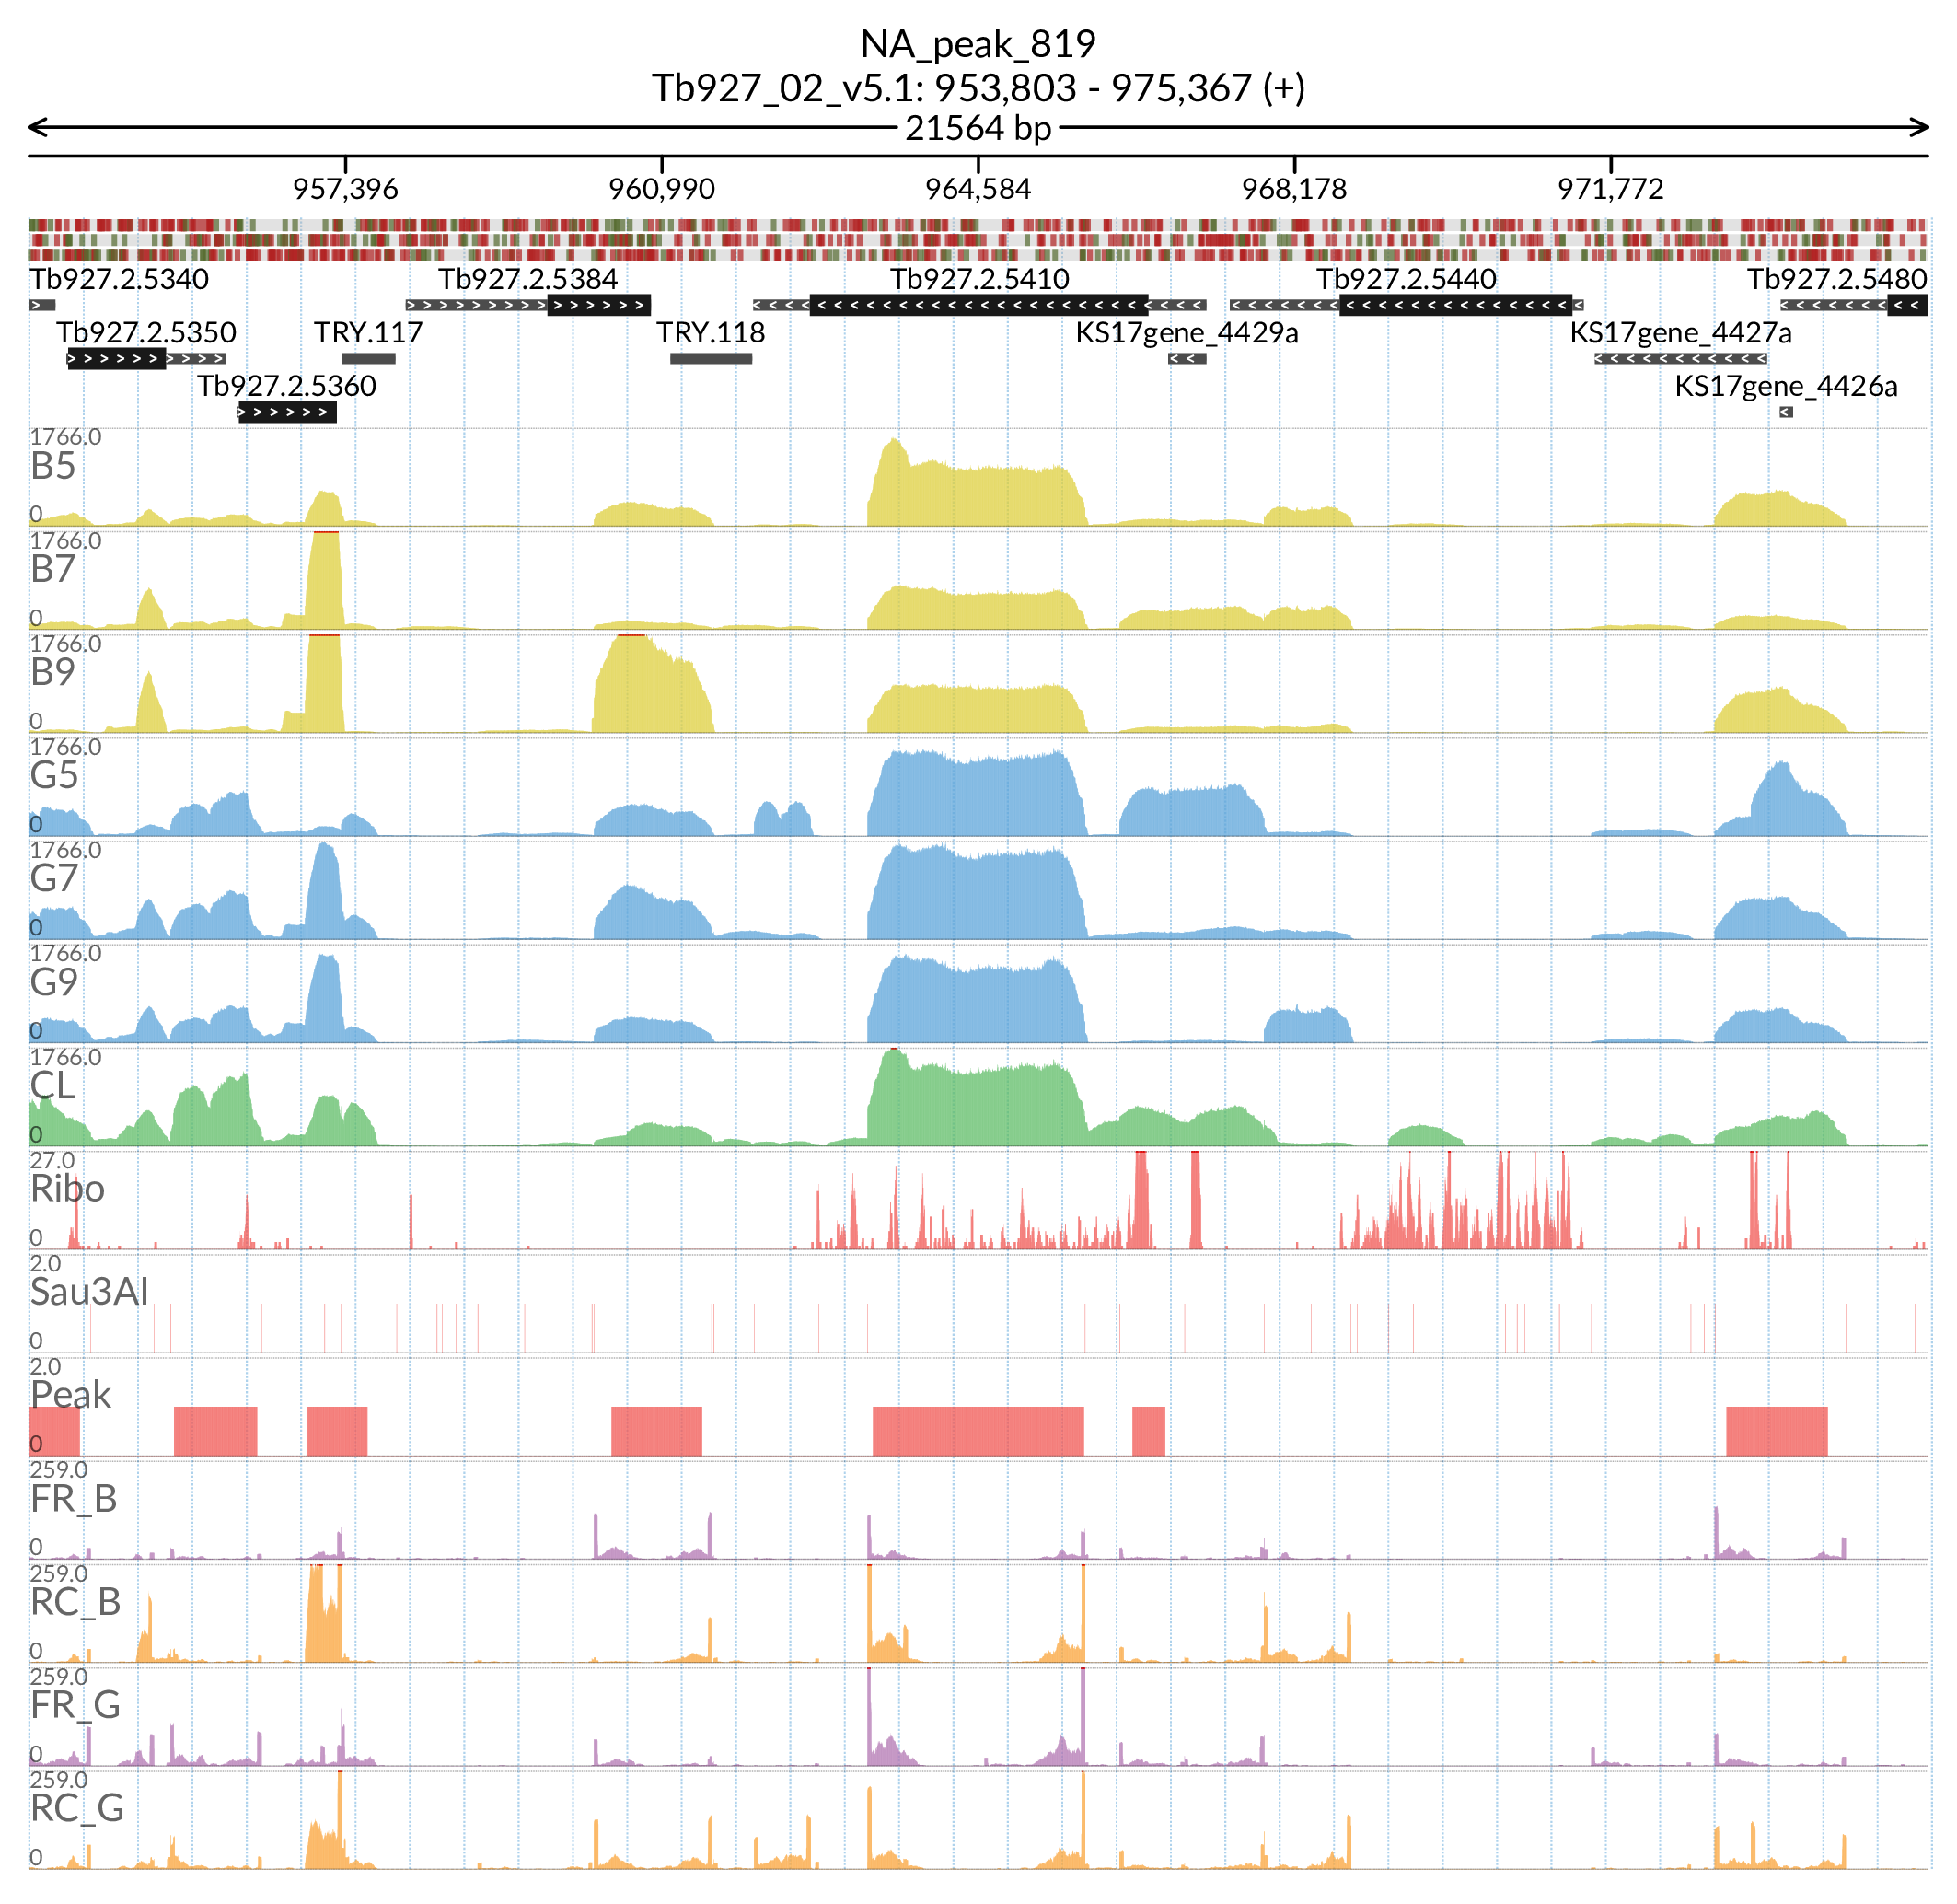 NA_peak_819
Tb927_02_v5.1: 953,803 - 975,367 (+)
21564 bp
957,396 960,990 964,584 968,178 971,772
Tb927.2.5340 Tb927.2.5384 Tb927.2.5410 Tb927.2.5440 Tb927.2.5480
Tb927.2.5350 TRY.117 TRY.118 KS17gene_4429a KS17gene_4427a
Tb927.2.5360 KS17gene_4426a
1766.0
B5
0
1766.0
B7
0
1766.0
B9
0
1766.0
G5
0
1766.0
G7
0
1766.0
G9
0
1766.0
CL
0
27.0
Ribo
0
2.0
Sau3AI
0
2.0
Peak
0
259.0
FR_B
0
259.0
RC_B
0
259.0
FR_G
0
259.0
RC_G
0